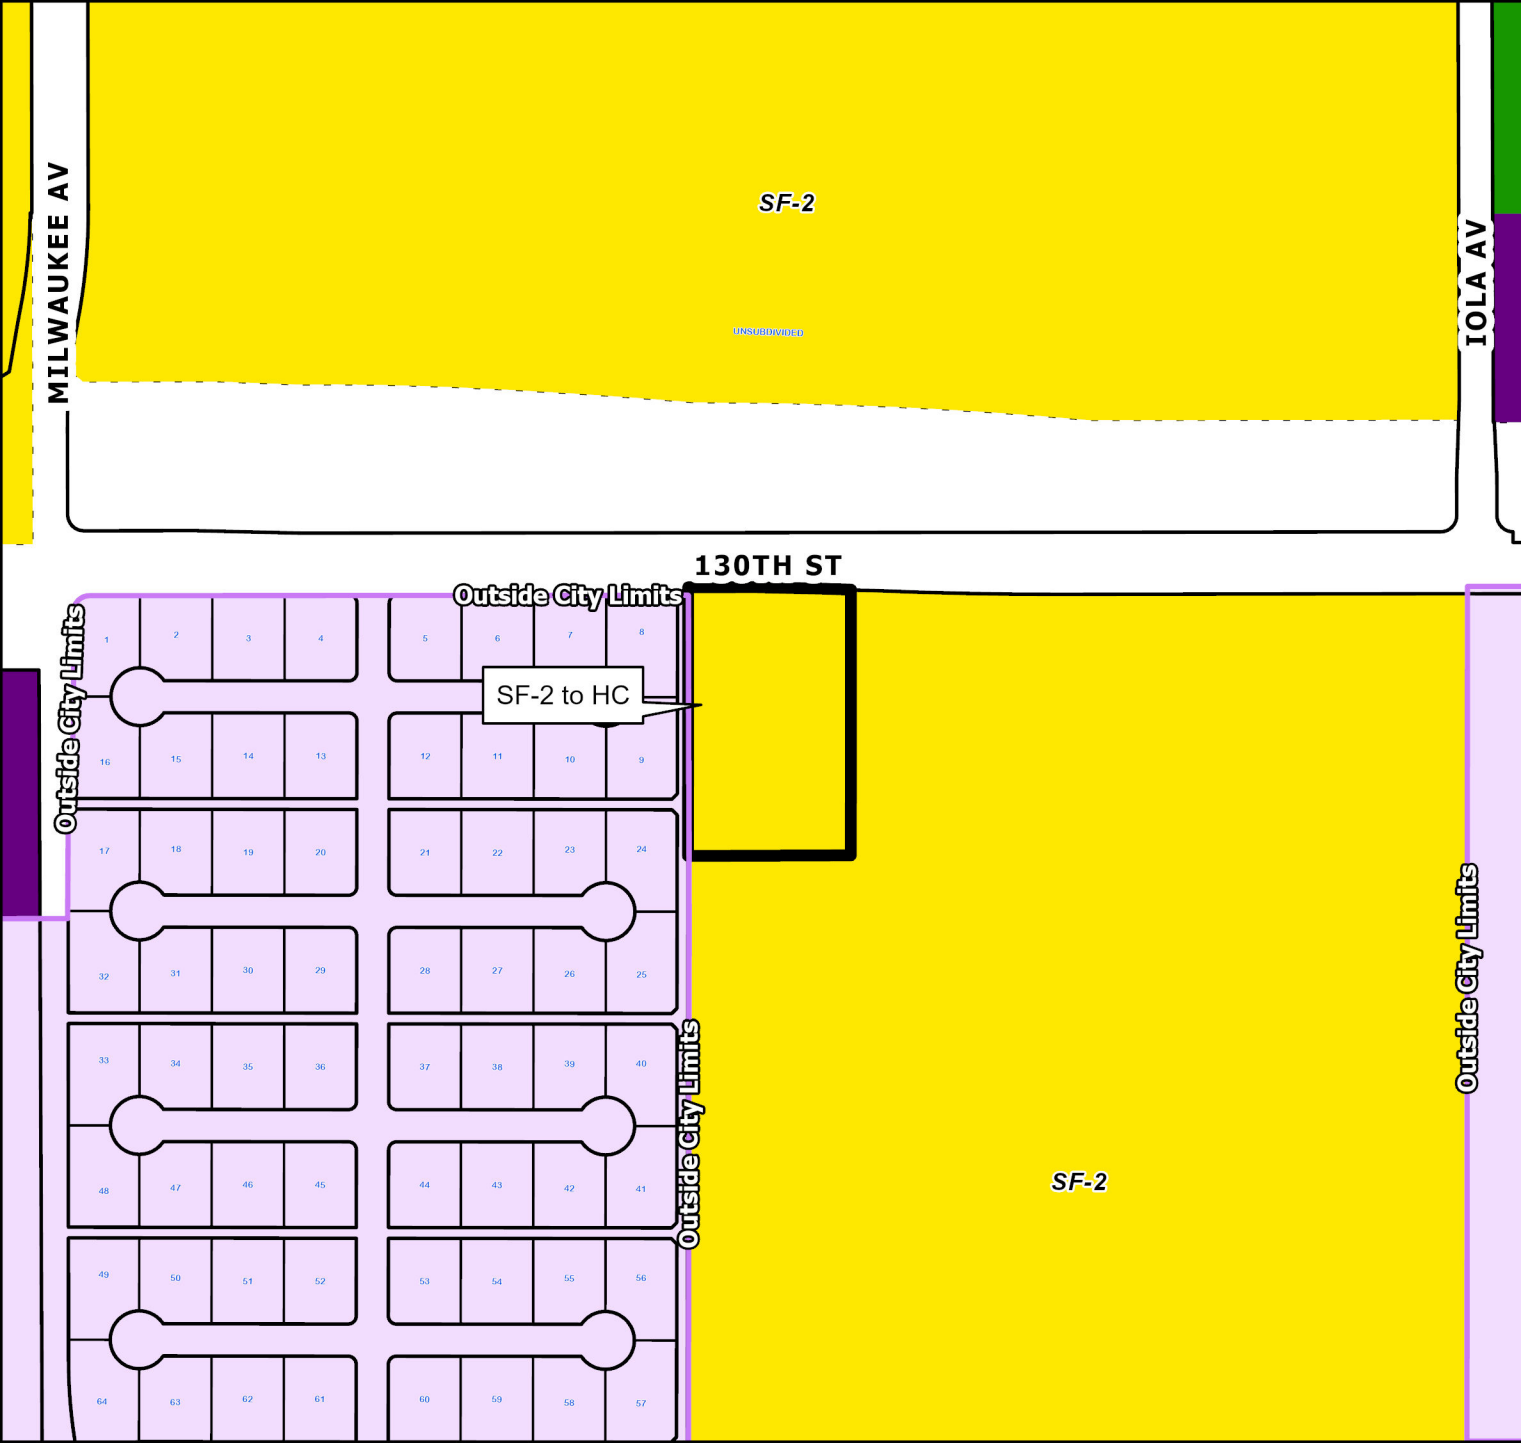 MILWAUKEE AV
SF-2
IOLA AV
UNSUBDIVIDED
130TH ST
Outside City Limits
Outside City Limits
1 2 3 4 5 6 7 8
SF-2 to HC
16 15 14 13 12 11 10 9
17 18 19 20 21 22 23 24
Outside City Limits
32 31 30 29 28 27 26 25
Outside City Limits
33 34 35 36 37 38 39 40
48 47 46 45 44 43 42 41
SF-2
49 50 51 52 53 54 55 56
64 63 62 61 60 59 58 57